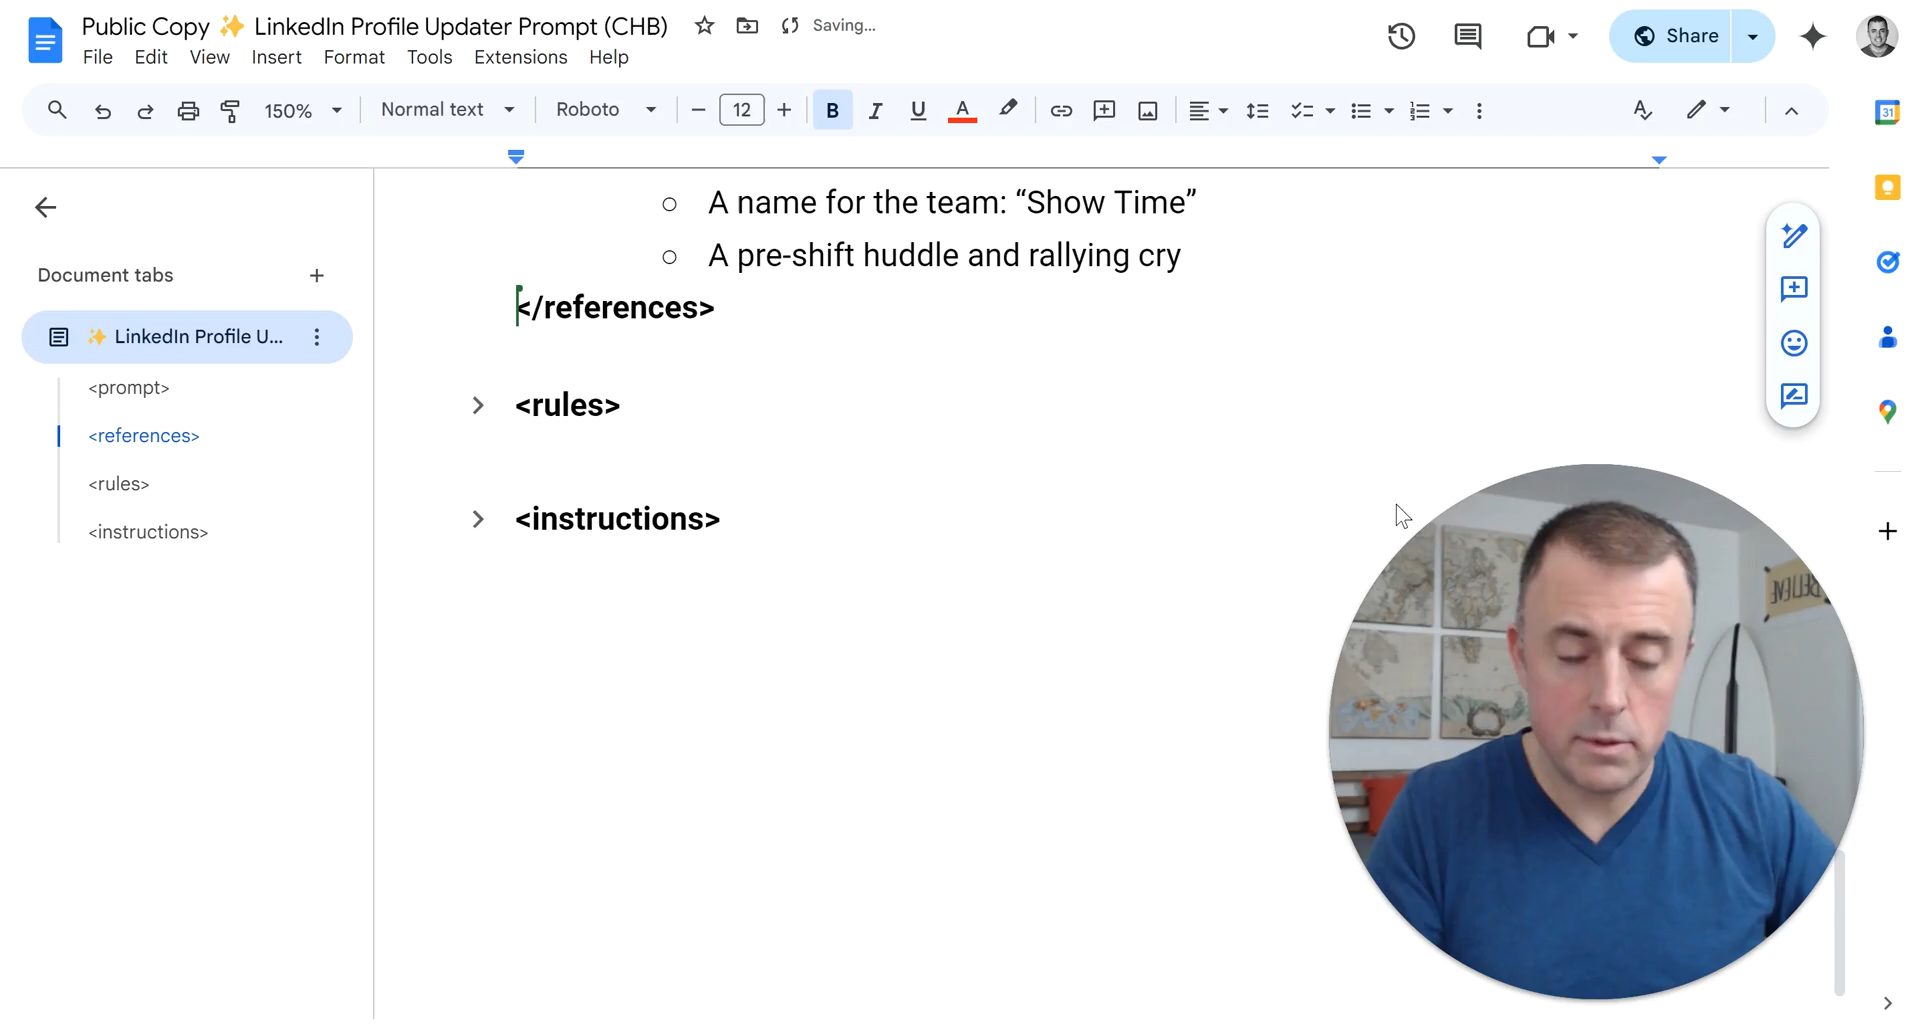 Public Copy ✨ LinkedIn Profile Updater Prompt (CHB) Saving...
File Edit View Insert Format Tools Extensions Help
Share
150% Normal text Roboto 12 B I U A
31
Document tabs
✨ LinkedIn Profile U...
<prompt>
<references>
<rules>
<instructions>
A name for the team: “Show Time”
A pre-shift huddle and rallying cry
</references>
<rules>
<instructions>
BELIEVE